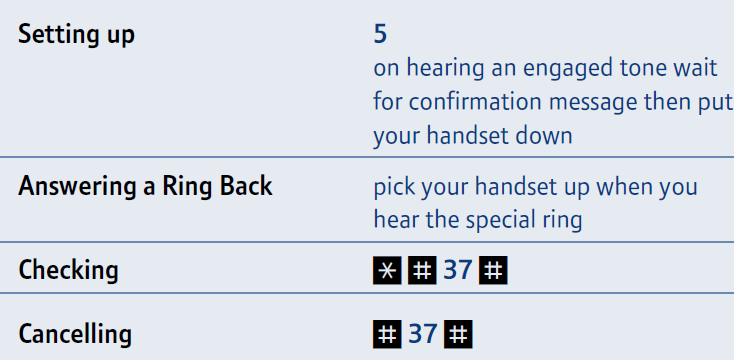 Setting up 5
on hearing an engaged tone wait
for confirmation message then put
your handset down
Answering a Ring Back pick your handset up when you
hear the special ring
Checking * # 37 #
Cancelling # 37 #